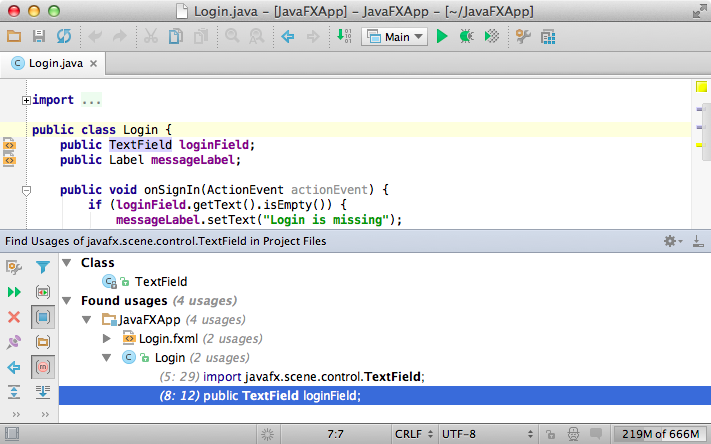 Login.java – [JavaFXApp] – JavaFXApp – [~/JavaFXApp]
Main
Login.java
import ...
public class Login {
public TextField loginField;
public Label messageLabel;
public void onSignIn(ActionEvent actionEvent) {
if (loginField.getText().isEmpty()) {
messageLabel.setText("Login is missing");
Find Usages of javafx.scene.control.TextField in Project Files
Class
TextField
Found usages (4 usages)
JavaFXApp (4 usages)
Login.fxml (2 usages)
Login (2 usages)
(5: 29) import javafx.scene.control.TextField;
(8: 12) public TextField loginField;
7:7 CRLF UTF-8 219M of 666M